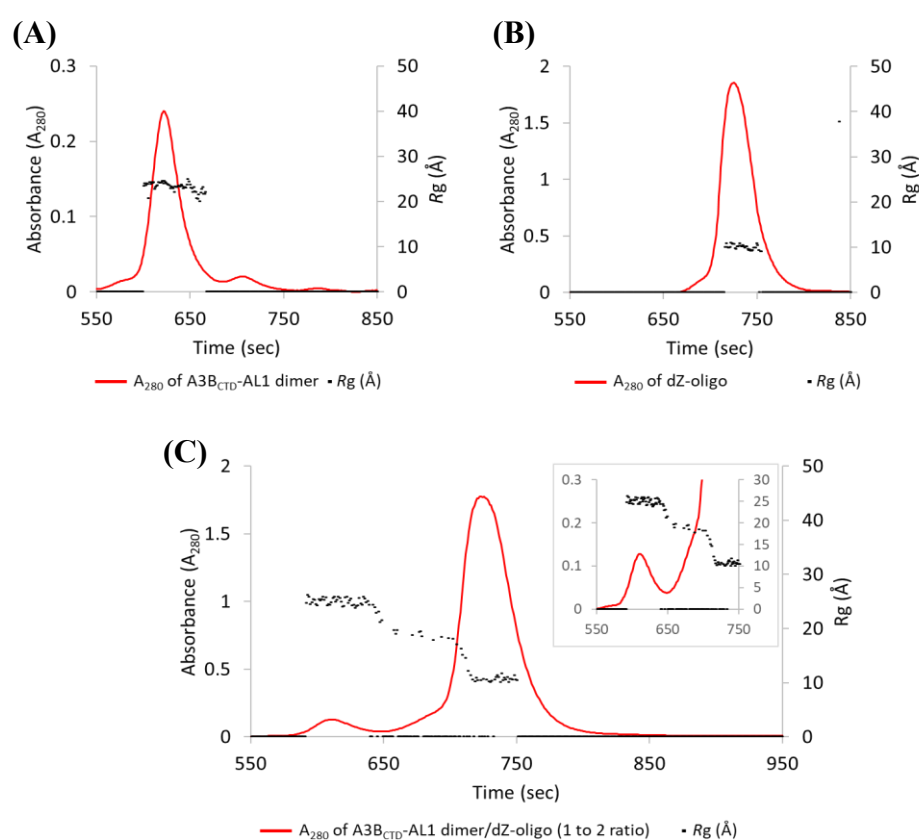 (A)
(B)
0.3
0.2
0.1
0
50
40
30
20
10
0
Absorbance (A280)
Rg (Å)
550 650 750 850
Time (sec)
A280 of A3BCTD-AL1 dimer Rg (Å)
2
1.5
1
0.5
0
50
40
30
20
10
0
Absorbance (A280)
Rg (Å)
550 650 750 850
Time (sec)
A280 of dZ-oligo Rg (Å)
(C)
2
1.5
1
0.5
0
50
40
30
20
10
0
Absorbance (A280)
Rg (Å)
0.3
0.2
0.1
0
30
25
20
15
10
5
0
550 650 750
550 650 750 850 950
Time (sec)
A280 of A3BCTD-AL1 dimer/dZ-oligo (1 to 2 ratio) Rg (Å)